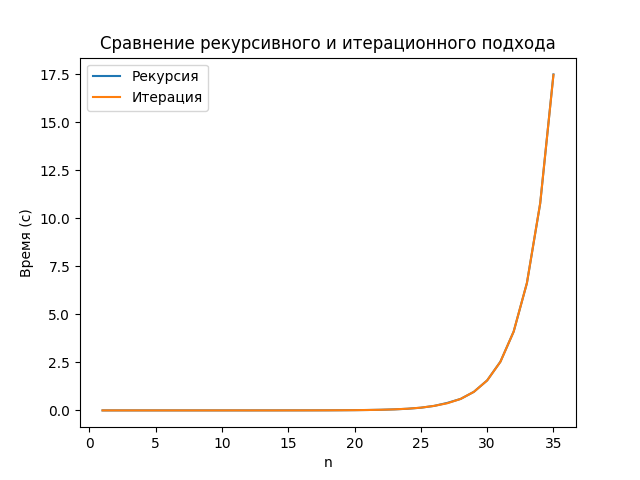 Сравнение рекурсивного и итерационного подхода
Рекурсия
Итерация
17.5
15.0
12.5
10.0
7.5
5.0
2.5
0.0
Время (с)
0 5 10 15 20 25 30 35
n